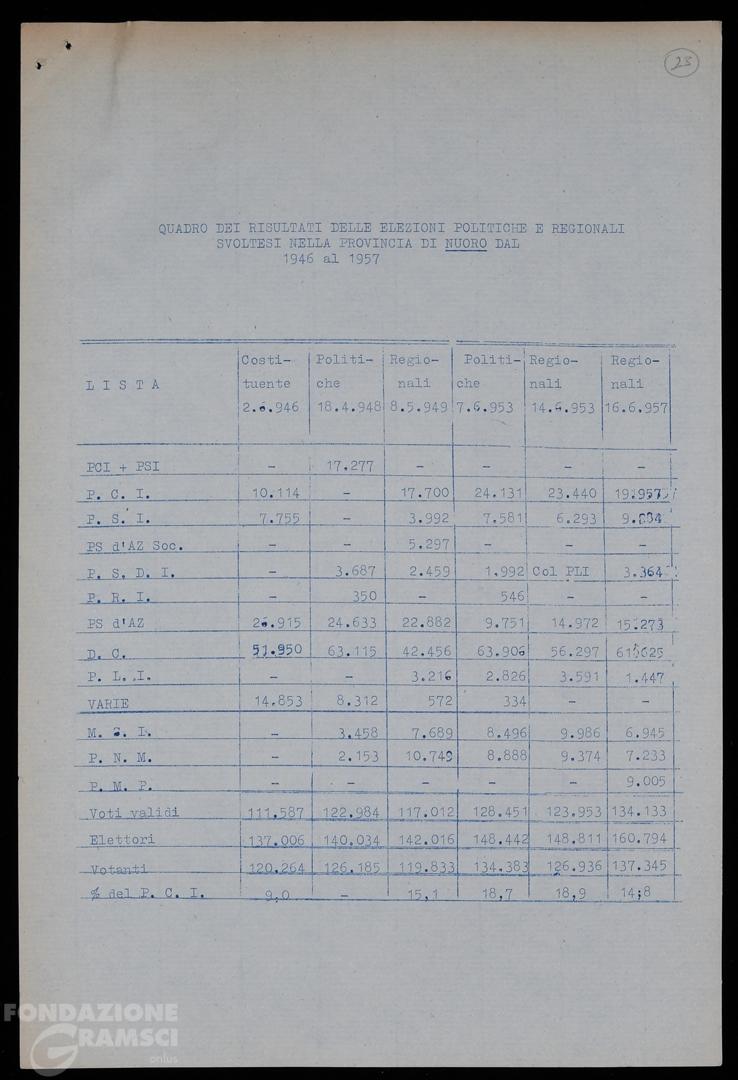 23
QUADRO DEI RISULTATI DELLE ELEZIONI POLITICHE E REGIONALI
SVOLTESI NELLA PROVINCIA DI NUORO DAL
1946 al 1957
Costi- Politi- Regio- Politi- Regio- Regio-
L I S T A tuente che nali che nali nali
2.6.946 18.4.948 8.5.949 7.6.953 14.6.953 16.6.957
PCI + PSI - 17.277 - - - -
P. C. I. 10.114 - 17.700 24.131 23.440 19.957
P. S. I. 7.755 - 3.992 7.581 6.293
PS d'AZ Soc. - - 5.297 - - -
P. S. D. I. - 3.687 2.459 1.992 Col PLI 3.364
P. R. I. - 350 - 546 - -
PS d'AZ 26.915 24.633 22.882 9.751 14.972 15.273
D. C. 51.950 63.115 42.456 63.906 56.297
P. L. I. - - 3.216 2.826 3.591 1.447
VARIE 14.853 8.312 572 334 - -
M. S. I. - 3.458 7.689 8.496 9.986 6.945
P. N. M. - 2.153 10.749 8.888 9.374 7.233
P. M. P. - - - - - 9.005
Voti validi 111.587 122.984 117.012 128.451 123.953 134.133
Elettori 137.006 140.034 142.016 148.442 148.811 160.794
Votanti 120.264 126.185 119.833 134.383 126.936 137.345
% del P. C. I. 9,0 - 15,1 18,7 18,9 14;8
FONDAZIONE
GRAMSCI
onlus